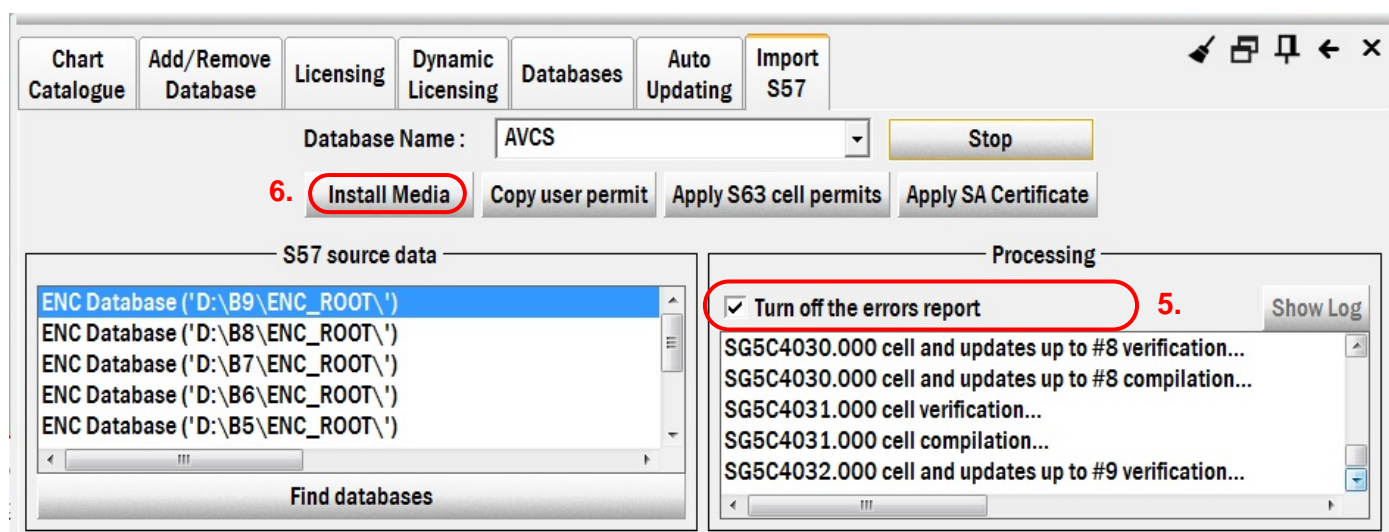 Chart Catalogue
Add/Remove Database
Licensing
Dynamic Licensing
Databases
Auto Updating
Import S57
Database Name :
AVCS
Stop
6.
Install Media
Copy user permit
Apply S63 cell permits
Apply SA Certificate
S57 source data
ENC Database ('D:\B9\ENC_ROOT\')
ENC Database ('D:\B8\ENC_ROOT\')
ENC Database ('D:\B7\ENC_ROOT\')
ENC Database ('D:\B6\ENC_ROOT\')
ENC Database ('D:\B5\ENC_ROOT\')
Find databases
Processing
Turn off the errors report
5.
Show Log
SG5C4030.000 cell and updates up to #8 verification...
SG5C4030.000 cell and updates up to #8 compilation...
SG5C4031.000 cell verification...
SG5C4031.000 cell compilation...
SG5C4032.000 cell and updates up to #9 verification...